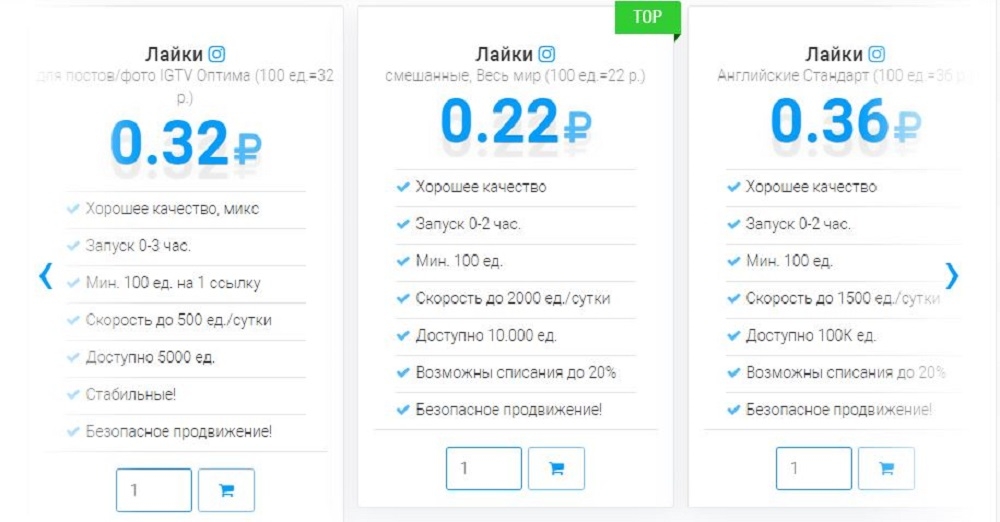 Лайки
для постов/фото IGTV Оптима (100 ед.=32
р.)
0.32₽
Хорошее качество, микс
Запуск 0-3 час.
Мин. 100 ед. на 1 ссылку
Скорость до 500 ед./сутки
Доступно 5000 ед.
Стабильные!
Безопасное продвижение!
1
TOP
Лайки
смешанные, Весь мир (100 ед.=22 р.)
0.22₽
Хорошее качество
Запуск 0-2 час.
Мин. 100 ед.
Скорость до 2000 ед./сутки
Доступно 10.000 ед.
Возможны списания до 20%
Безопасное продвижение!
1
Лайки
Английские Стандарт (100 ед.=36 р.)
0.36₽
Хорошее качество
Запуск 0-2 час.
Мин. 100 ед.
Скорость до 1500 ед./сутки
Доступно 100K ед.
Возможны списания до 20%
Безопасное продвижение!
1